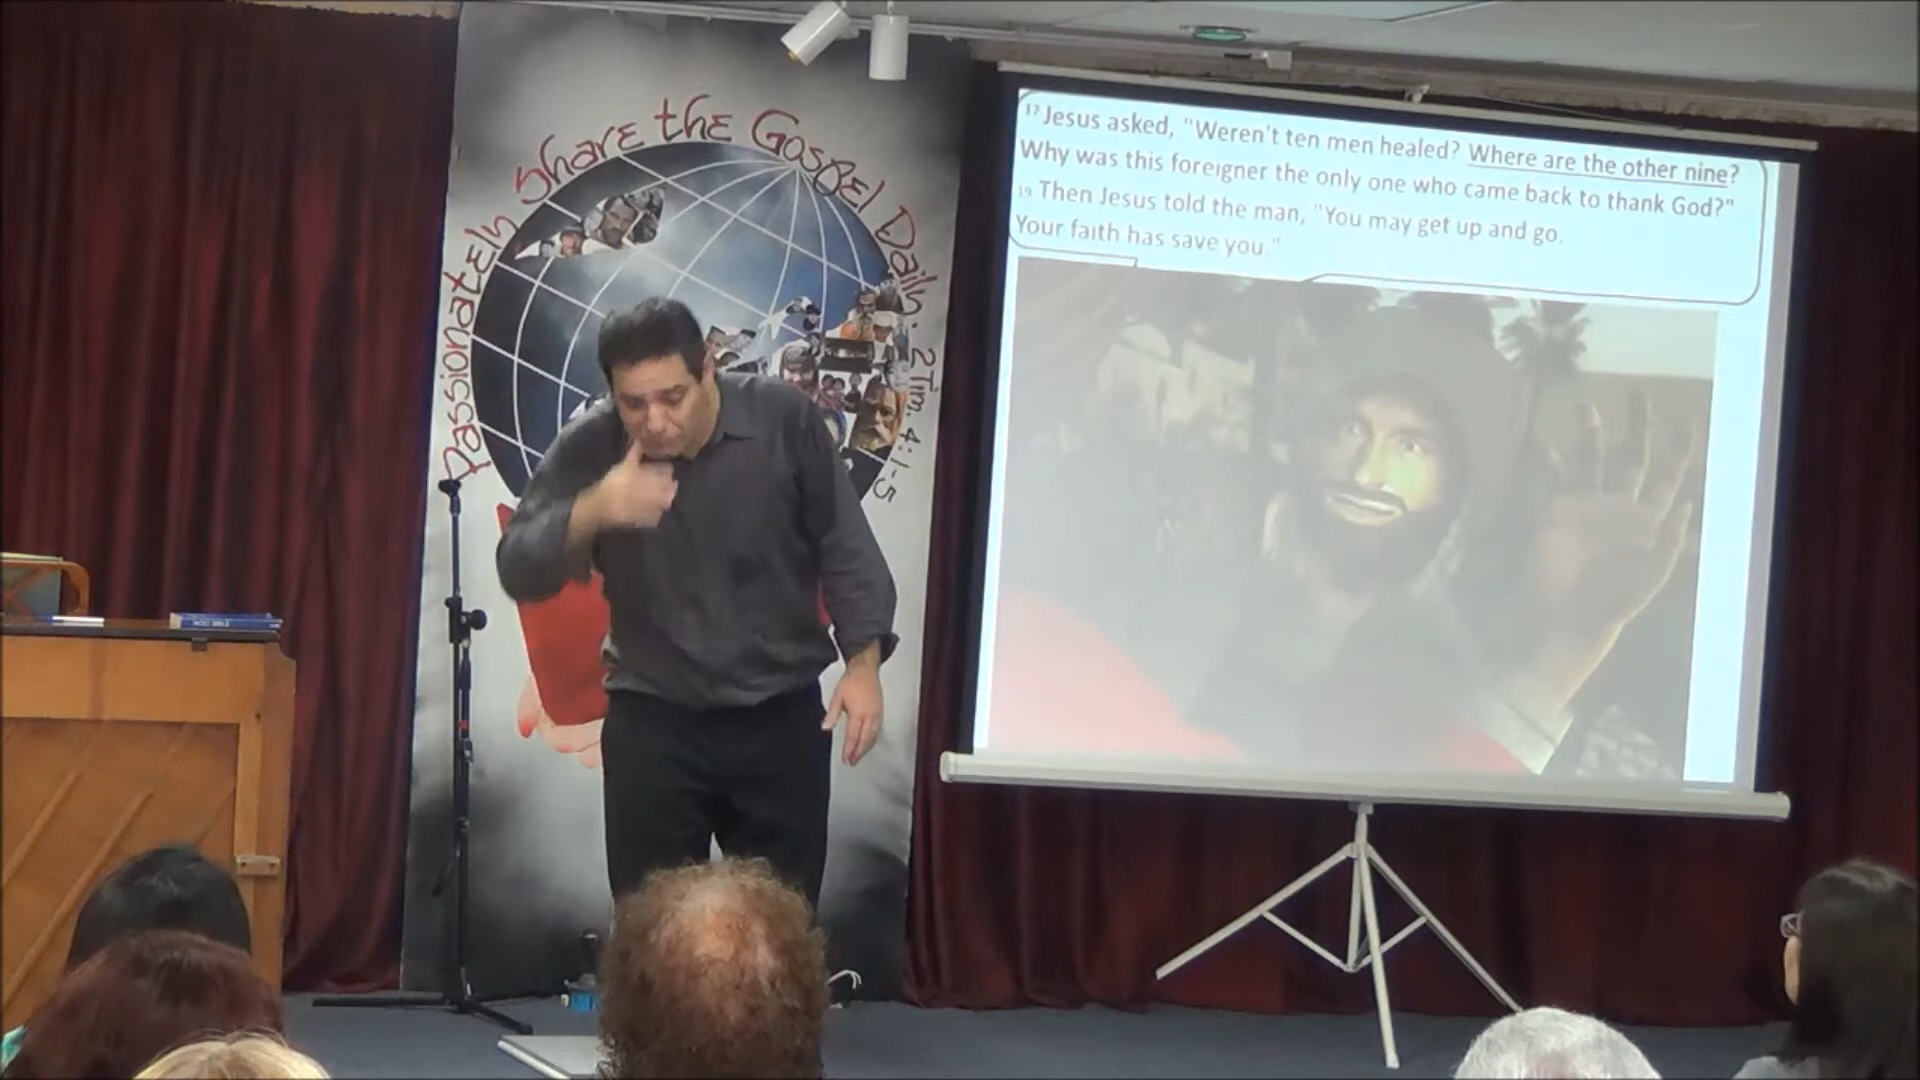 Passionately Share the Gospel Daily. 2 Tim. 4:1-5
17 Jesus asked, "Weren't ten men healed? Where are the other nine?
Why was this foreigner the only one who came back to thank God?"
19 Then Jesus told the man, "You may get up and go.
Your faith has save you."
HOLY BIBLE